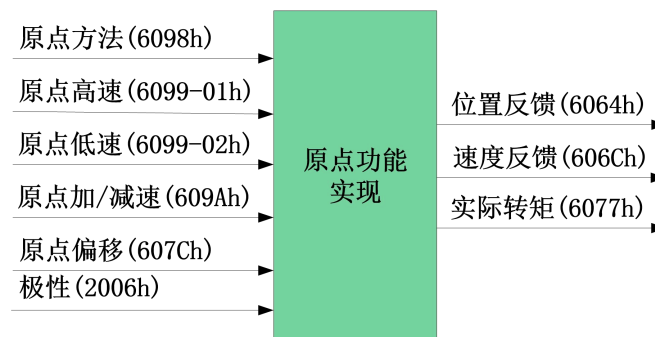 原点方法(6098h)
原点高速(6099-01h)
原点低速(6099-02h)
原点加/减速(609Ah)
原点偏移(607Ch)
极性(2006h)
原点功能
实现
位置反馈(6064h)
速度反馈(606Ch)
实际转矩(6077h)